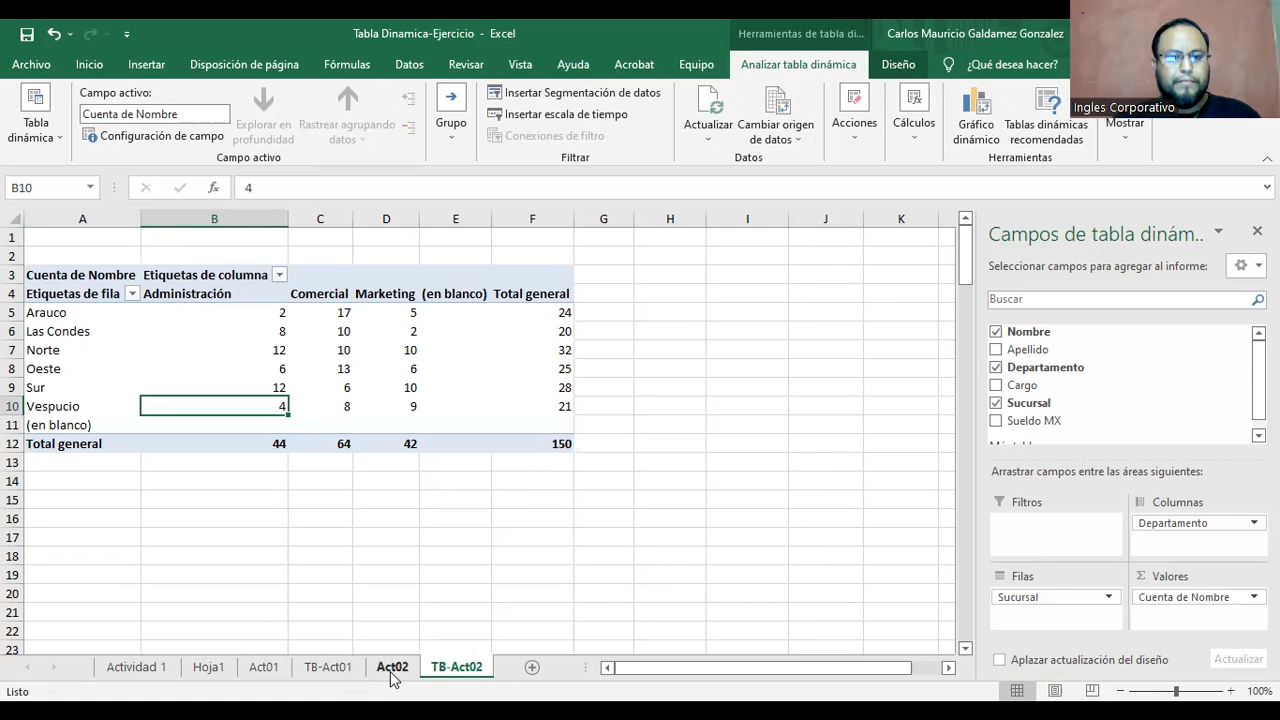 Tabla Dinamica-Ejercicio - Excel
Herramientas de tabla di...
Carlos Mauricio Galdamez Gonzalez
Archivo Inicio Insertar Disposición de página Fórmulas Datos Revisar Vista Ayuda Acrobat Equipo Analizar tabla dinámica Diseño ¿Qué desea hacer?
Ingles Corporativo
Tabla dinámica
Campo activo:
Cuenta de Nombre
Configuración de campo
Explorar en profundidad
Rastrear agrupando datos
Campo activo
Grupo
Insertar Segmentación de datos
Insertar escala de tiempo
Conexiones de filtro
Filtrar
Actualizar
Cambiar origen de datos
Datos
Acciones
Cálculos
Gráfico dinámico
Tablas dinámicas recomendadas
Herramientas
Mostrar
B10 fx 4
A B C D E F G H I J K
1
2
3 Cuenta de Nombre Etiquetas de columna
4 Etiquetas de fila Administración Comercial Marketing (en blanco) Total general
5 Arauco 2 17 5 24
6 Las Condes 8 10 2 20
7 Norte 12 10 10 32
8 Oeste 6 13 6 25
9 Sur 12 6 10 28
10 Vespucio 4 8 9 21
11 (en blanco)
12 Total general 44 64 42 150
13
14
15
16
17
18
19
20
21
22
23
Campos de tabla dinám..
Seleccionar campos para agregar al informe:
Buscar
Nombre
Apellido
Departamento
Cargo
Sucursal
Sueldo MX
Arrastrar campos entre las áreas siguientes:
Filtros
Columnas
Departamento
Filas
Sucursal
Valores
Cuenta de Nombre
Aplazar actualización del diseño
Actualizar
Actividad 1 Hoja1 Act01 TB-Act01 Act02 TB-Act02
Listo
100%